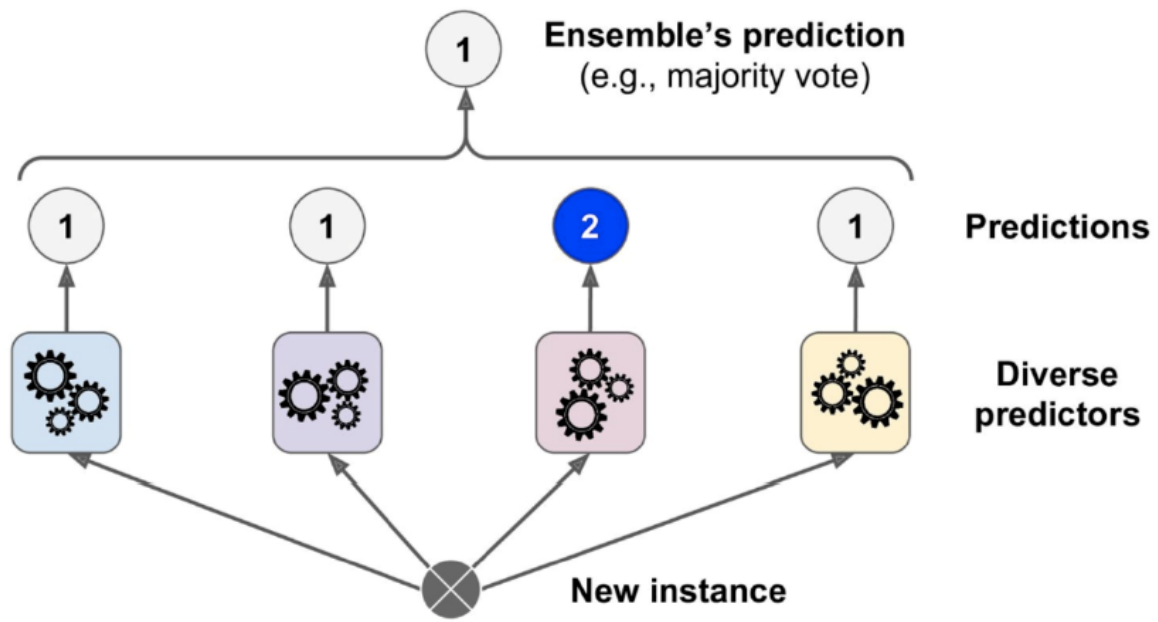 1
Ensemble's prediction
(e.g., majority vote)
1
1
2
1
Predictions
Diverse
predictors
New instance